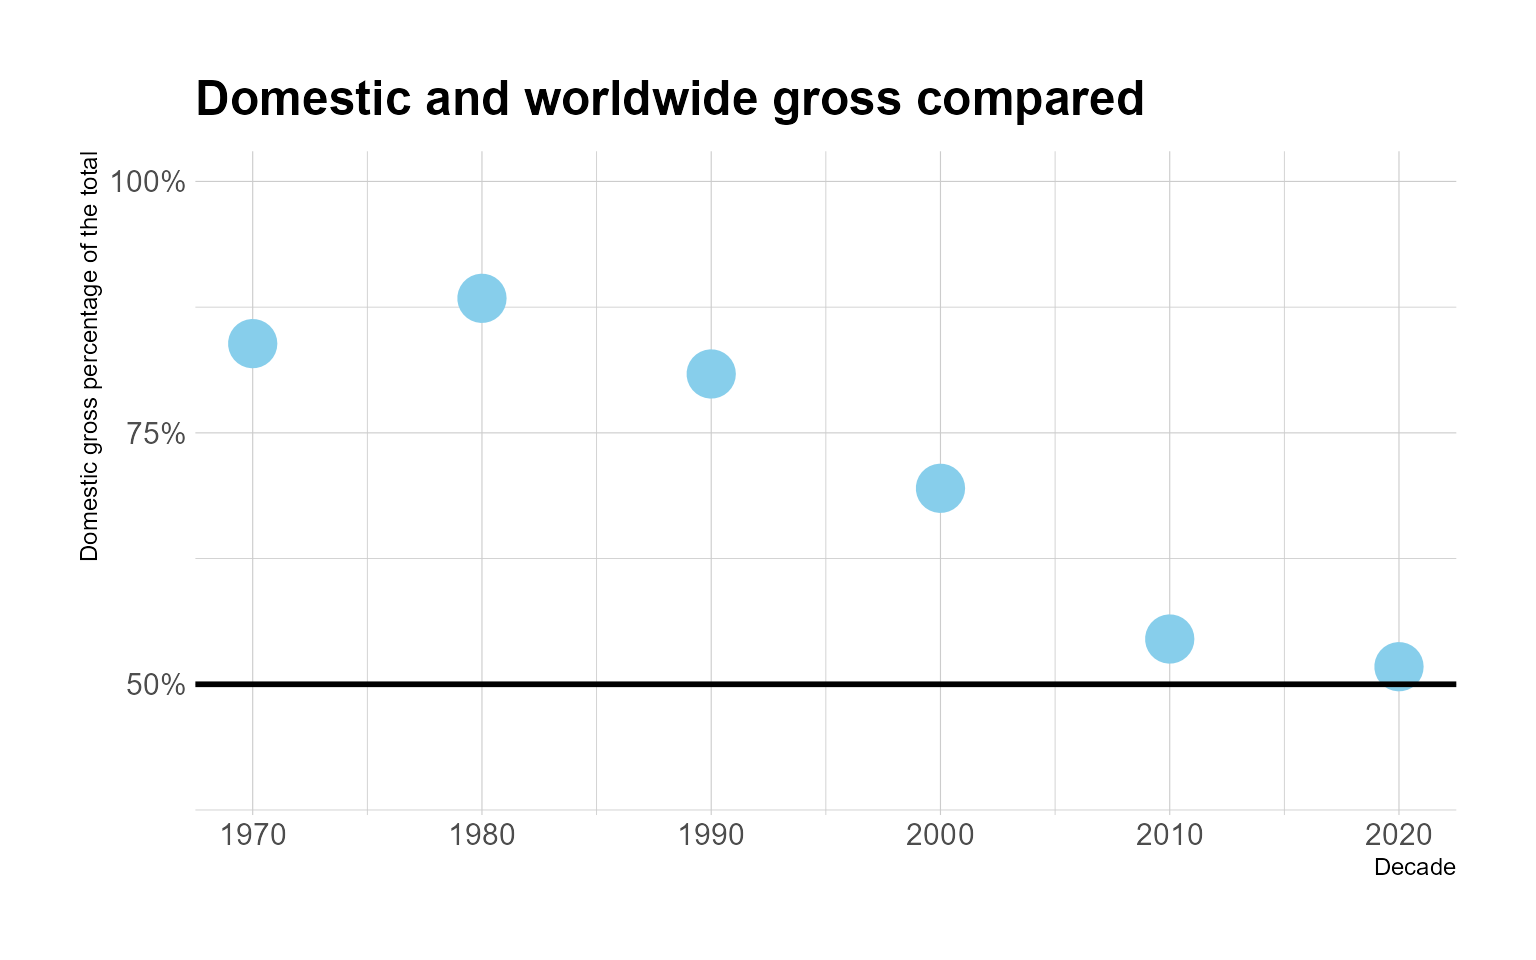 Domestic and worldwide gross compared
Domestic gross percentage of the total
100%
75%
50%
1970 1980 1990 2000 2010 2020
Decade